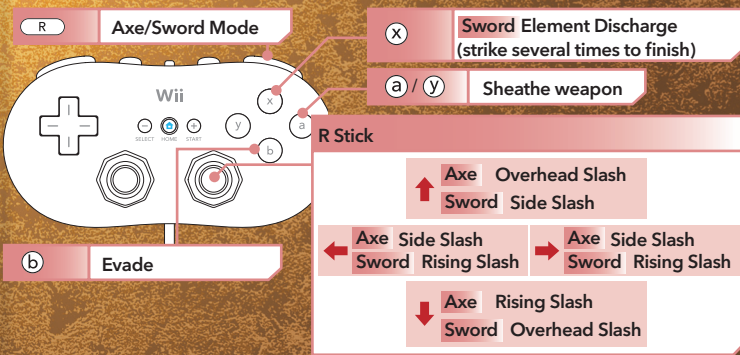 R Axe/Sword Mode
x Sword Element Discharge
(strike several times to finish)
a / y Sheathe weapon
Wii
SELECT HOME START
x
y
a
b
R Stick
Axe Overhead Slash
Sword Side Slash
Axe Side Slash
Sword Rising Slash
Axe Side Slash
Sword Rising Slash
Axe Rising Slash
Sword Overhead Slash
b Evade